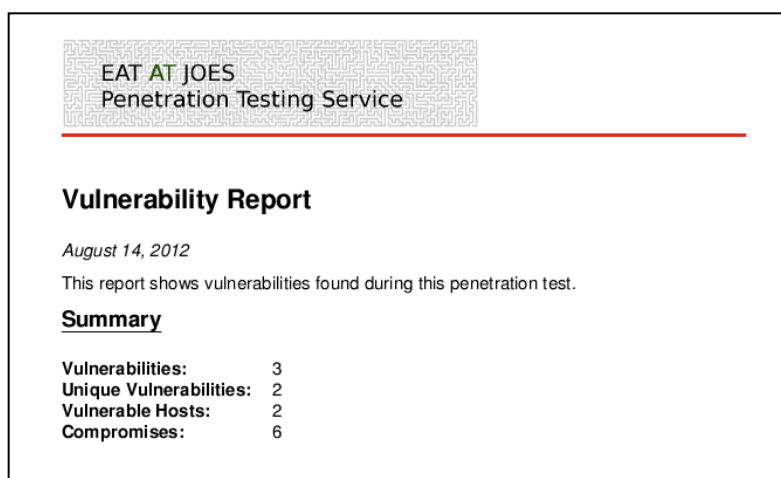 EAT AT JOES
Penetration Testing Service
Vulnerability Report
August 14, 2012
This report shows vulnerabilities found during this penetration test.
Summary
Vulnerabilities: 3
Unique Vulnerabilities: 2
Vulnerable Hosts: 2
Compromises: 6